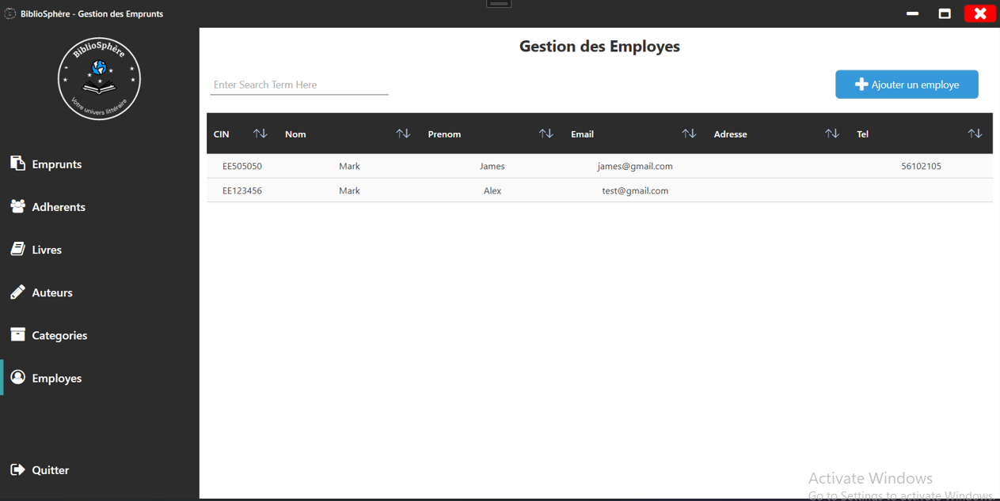 BiblioSphère - Gestion des Emprunts
BiblioSphère
Votre univers littéraire
Emprunts
Adherents
Livres
Auteurs
Categories
Employes
Quitter
Gestion des Employes
Enter Search Term Here
Ajouter un employe
CIN Nom Prenom Email Adresse Tel
EE505050 Mark James james@gmail.com 56102105
EE123456 Mark Alex test@gmail.com
Activate Windows
Go to Settings to activate Windows.